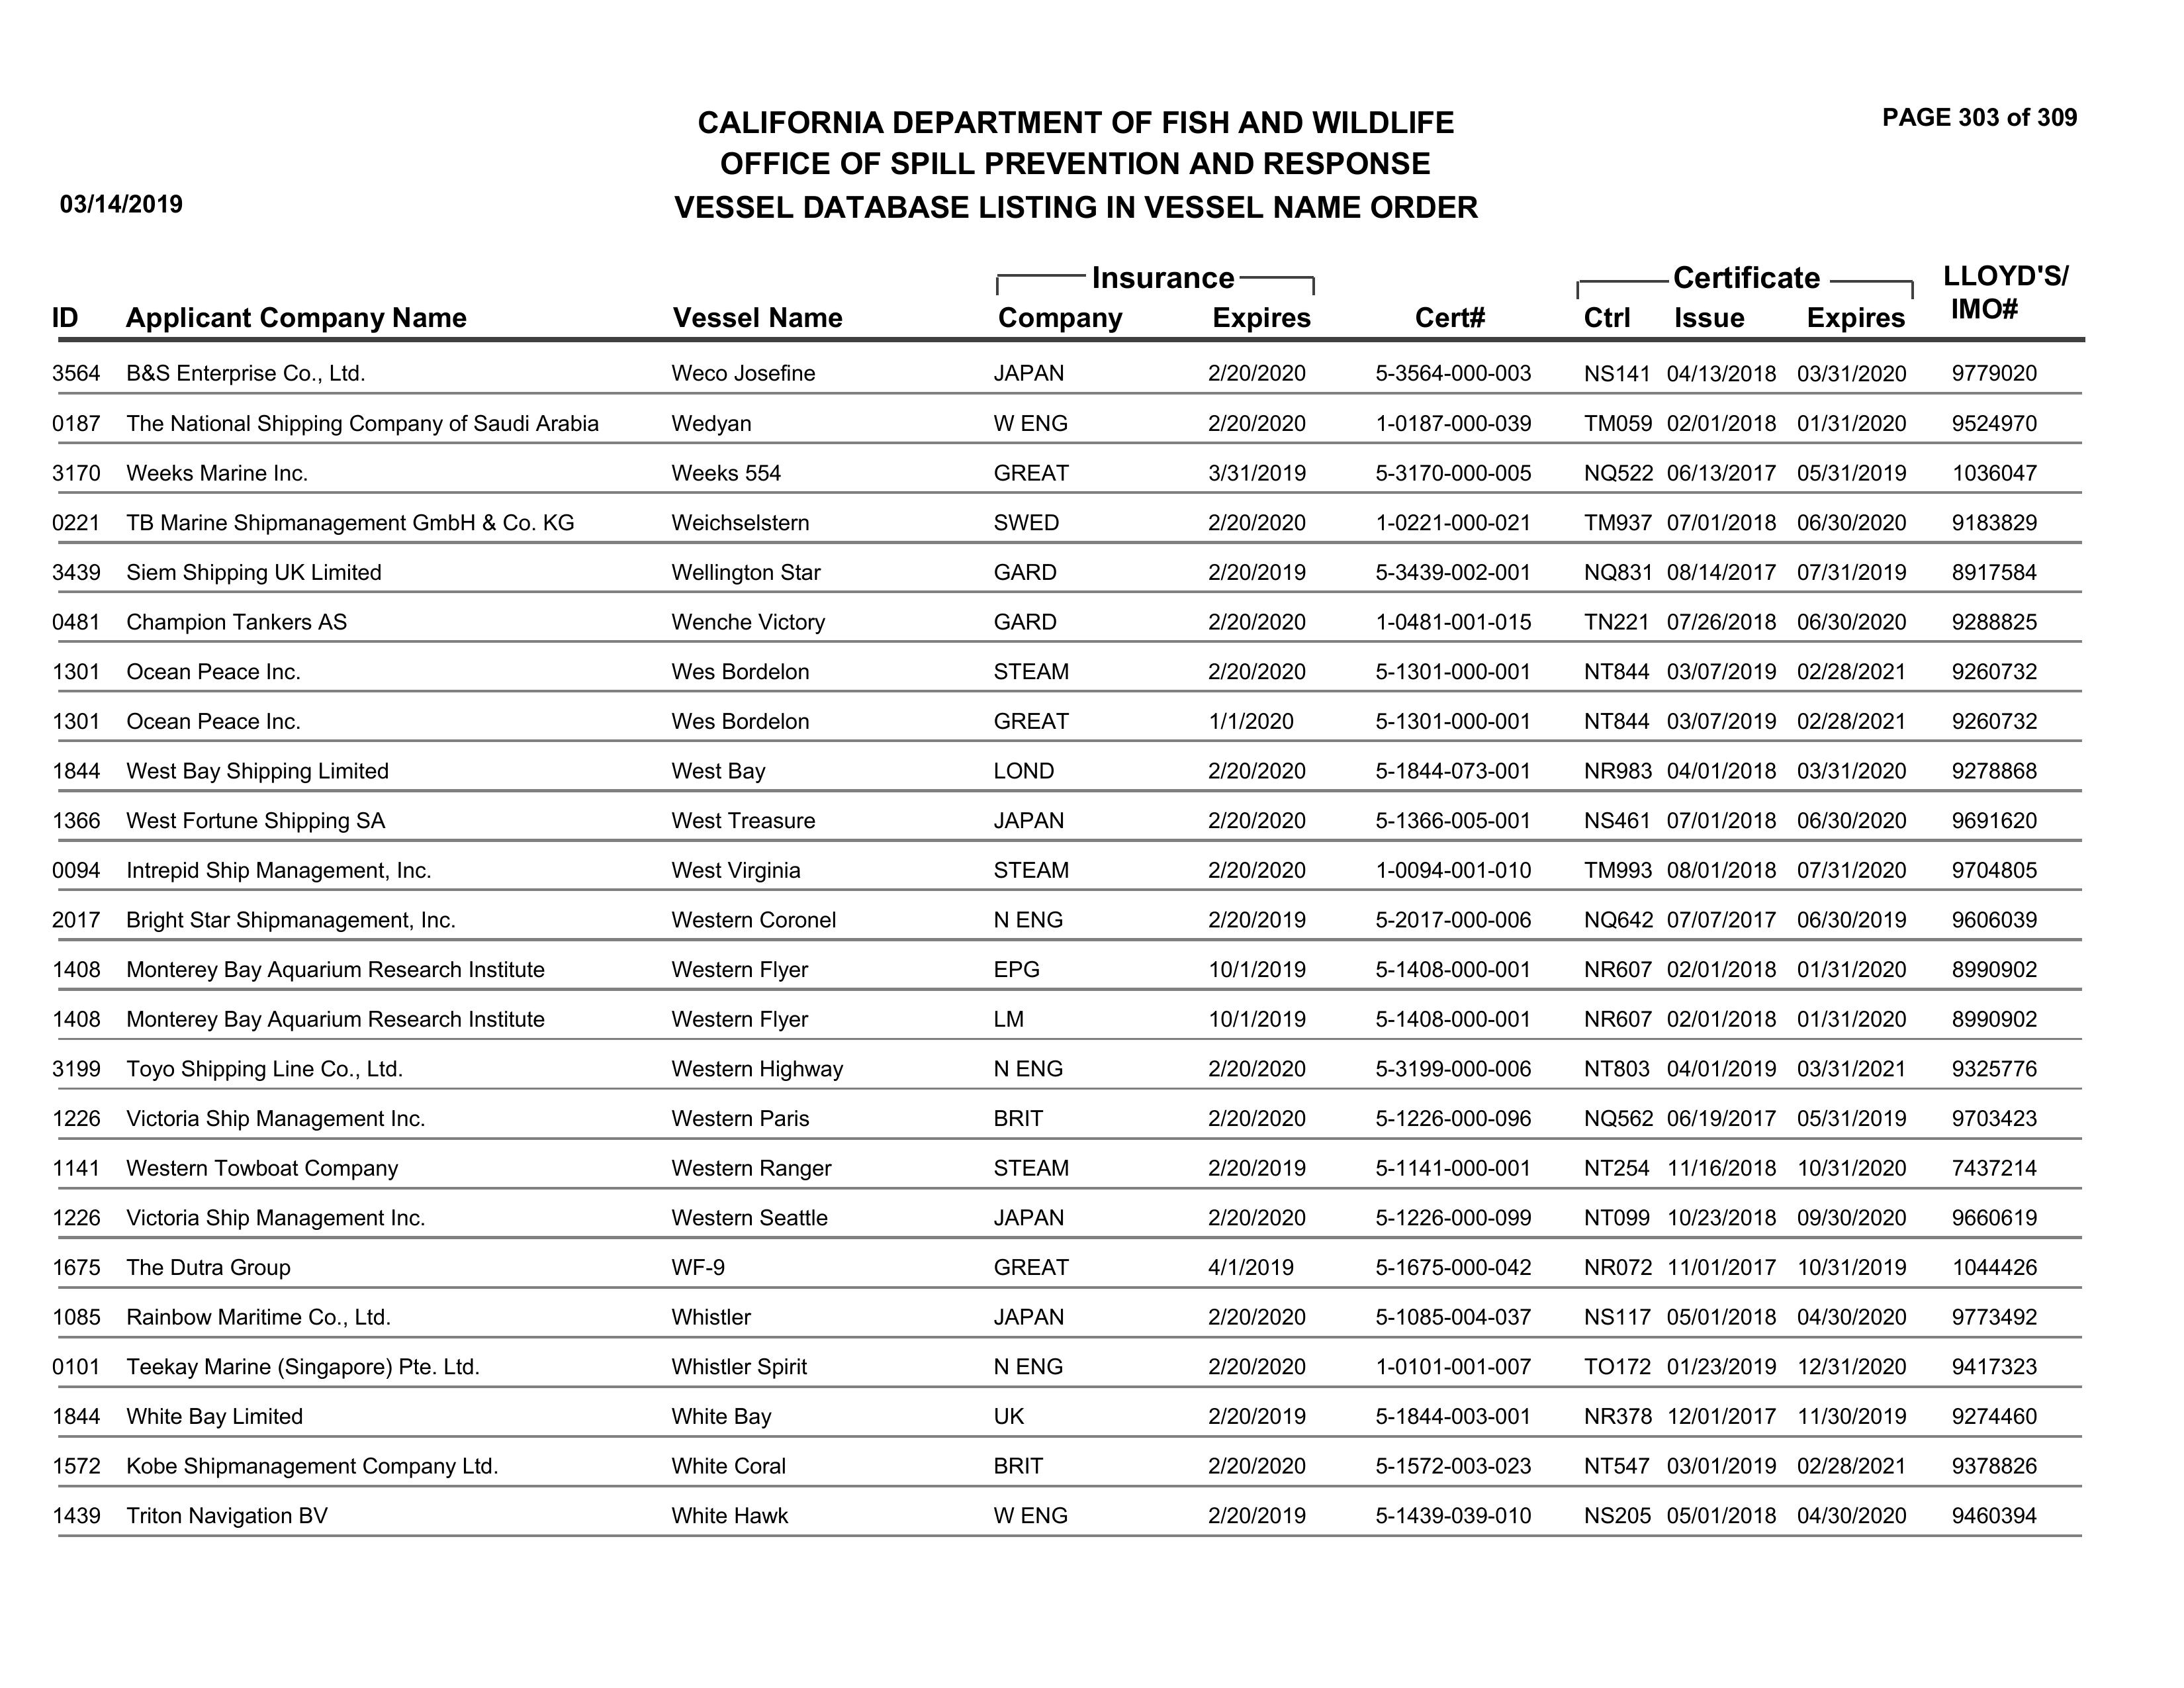 CALIFORNIA DEPARTMENT OF FISH AND WILDLIFE
PAGE 303 of 309
OFFICE OF SPILL PREVENTION AND RESPONSE
03/14/2019
VESSEL DATABASE LISTING IN VESSEL NAME ORDER
Insurance Certificate LLOYD'S/
ID Applicant Company Name Vessel Name Company Expires Cert# Ctrl Issue Expires IMO#
3564 B&S Enterprise Co., Ltd. Weco Josefine JAPAN 2/20/2020 5-3564-000-003 NS141 04/13/2018 03/31/2020 9779020
0187 The National Shipping Company of Saudi Arabia Wedyan W ENG 2/20/2020 1-0187-000-039 TM059 02/01/2018 01/31/2020 9524970
3170 Weeks Marine Inc. Weeks 554 GREAT 3/31/2019 5-3170-000-005 NQ522 06/13/2017 05/31/2019 1036047
0221 TB Marine Shipmanagement GmbH & Co. KG Weichselstern SWED 2/20/2020 1-0221-000-021 TM937 07/01/2018 06/30/2020 9183829
3439 Siem Shipping UK Limited Wellington Star GARD 2/20/2019 5-3439-002-001 NQ831 08/14/2017 07/31/2019 8917584
0481 Champion Tankers AS Wenche Victory GARD 2/20/2020 1-0481-001-015 TN221 07/26/2018 06/30/2020 9288825
1301 Ocean Peace Inc. Wes Bordelon STEAM 2/20/2020 5-1301-000-001 NT844 03/07/2019 02/28/2021 9260732
1301 Ocean Peace Inc. Wes Bordelon GREAT 1/1/2020 5-1301-000-001 NT844 03/07/2019 02/28/2021 9260732
1844 West Bay Shipping Limited West Bay LOND 2/20/2020 5-1844-073-001 NR983 04/01/2018 03/31/2020 9278868
1366 West Fortune Shipping SA West Treasure JAPAN 2/20/2020 5-1366-005-001 NS461 07/01/2018 06/30/2020 9691620
0094 Intrepid Ship Management, Inc. West Virginia STEAM 2/20/2020 1-0094-001-010 TM993 08/01/2018 07/31/2020 9704805
2017 Bright Star Shipmanagement, Inc. Western Coronel N ENG 2/20/2019 5-2017-000-006 NQ642 07/07/2017 06/30/2019 9606039
1408 Monterey Bay Aquarium Research Institute Western Flyer EPG 10/1/2019 5-1408-000-001 NR607 02/01/2018 01/31/2020 8990902
1408 Monterey Bay Aquarium Research Institute Western Flyer LM 10/1/2019 5-1408-000-001 NR607 02/01/2018 01/31/2020 8990902
3199 Toyo Shipping Line Co., Ltd. Western Highway N ENG 2/20/2020 5-3199-000-006 NT803 04/01/2019 03/31/2021 9325776
1226 Victoria Ship Management Inc. Western Paris BRIT 2/20/2020 5-1226-000-096 NQ562 06/19/2017 05/31/2019 9703423
1141 Western Towboat Company Western Ranger STEAM 2/20/2019 5-1141-000-001 NT254 11/16/2018 10/31/2020 7437214
1226 Victoria Ship Management Inc. Western Seattle JAPAN 2/20/2020 5-1226-000-099 NT099 10/23/2018 09/30/2020 9660619
1675 The Dutra Group WF-9 GREAT 4/1/2019 5-1675-000-042 NR072 11/01/2017 10/31/2019 1044426
1085 Rainbow Maritime Co., Ltd. Whistler JAPAN 2/20/2020 5-1085-004-037 NS117 05/01/2018 04/30/2020 9773492
0101 Teekay Marine (Singapore) Pte. Ltd. Whistler Spirit N ENG 2/20/2020 1-0101-001-007 TO172 01/23/2019 12/31/2020 9417323
1844 White Bay Limited White Bay UK 2/20/2019 5-1844-003-001 NR378 12/01/2017 11/30/2019 9274460
1572 Kobe Shipmanagement Company Ltd. White Coral BRIT 2/20/2020 5-1572-003-023 NT547 03/01/2019 02/28/2021 9378826
1439 Triton Navigation BV White Hawk W ENG 2/20/2019 5-1439-039-010 NS205 05/01/2018 04/30/2020 9460394